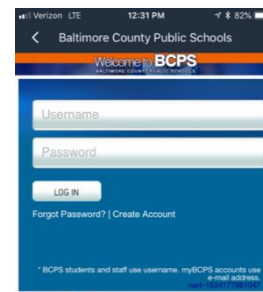 Verizon LTE 12:31 PM 82%
Baltimore County Public Schools
Welcome to BCPS
BALTIMORE COUNTY PUBLIC SCHOOLS
Username
Password
LOG IN
Forgot Password? | Create Account
* BCPS students and staff use username. myBCPS accounts use
e-mail address.